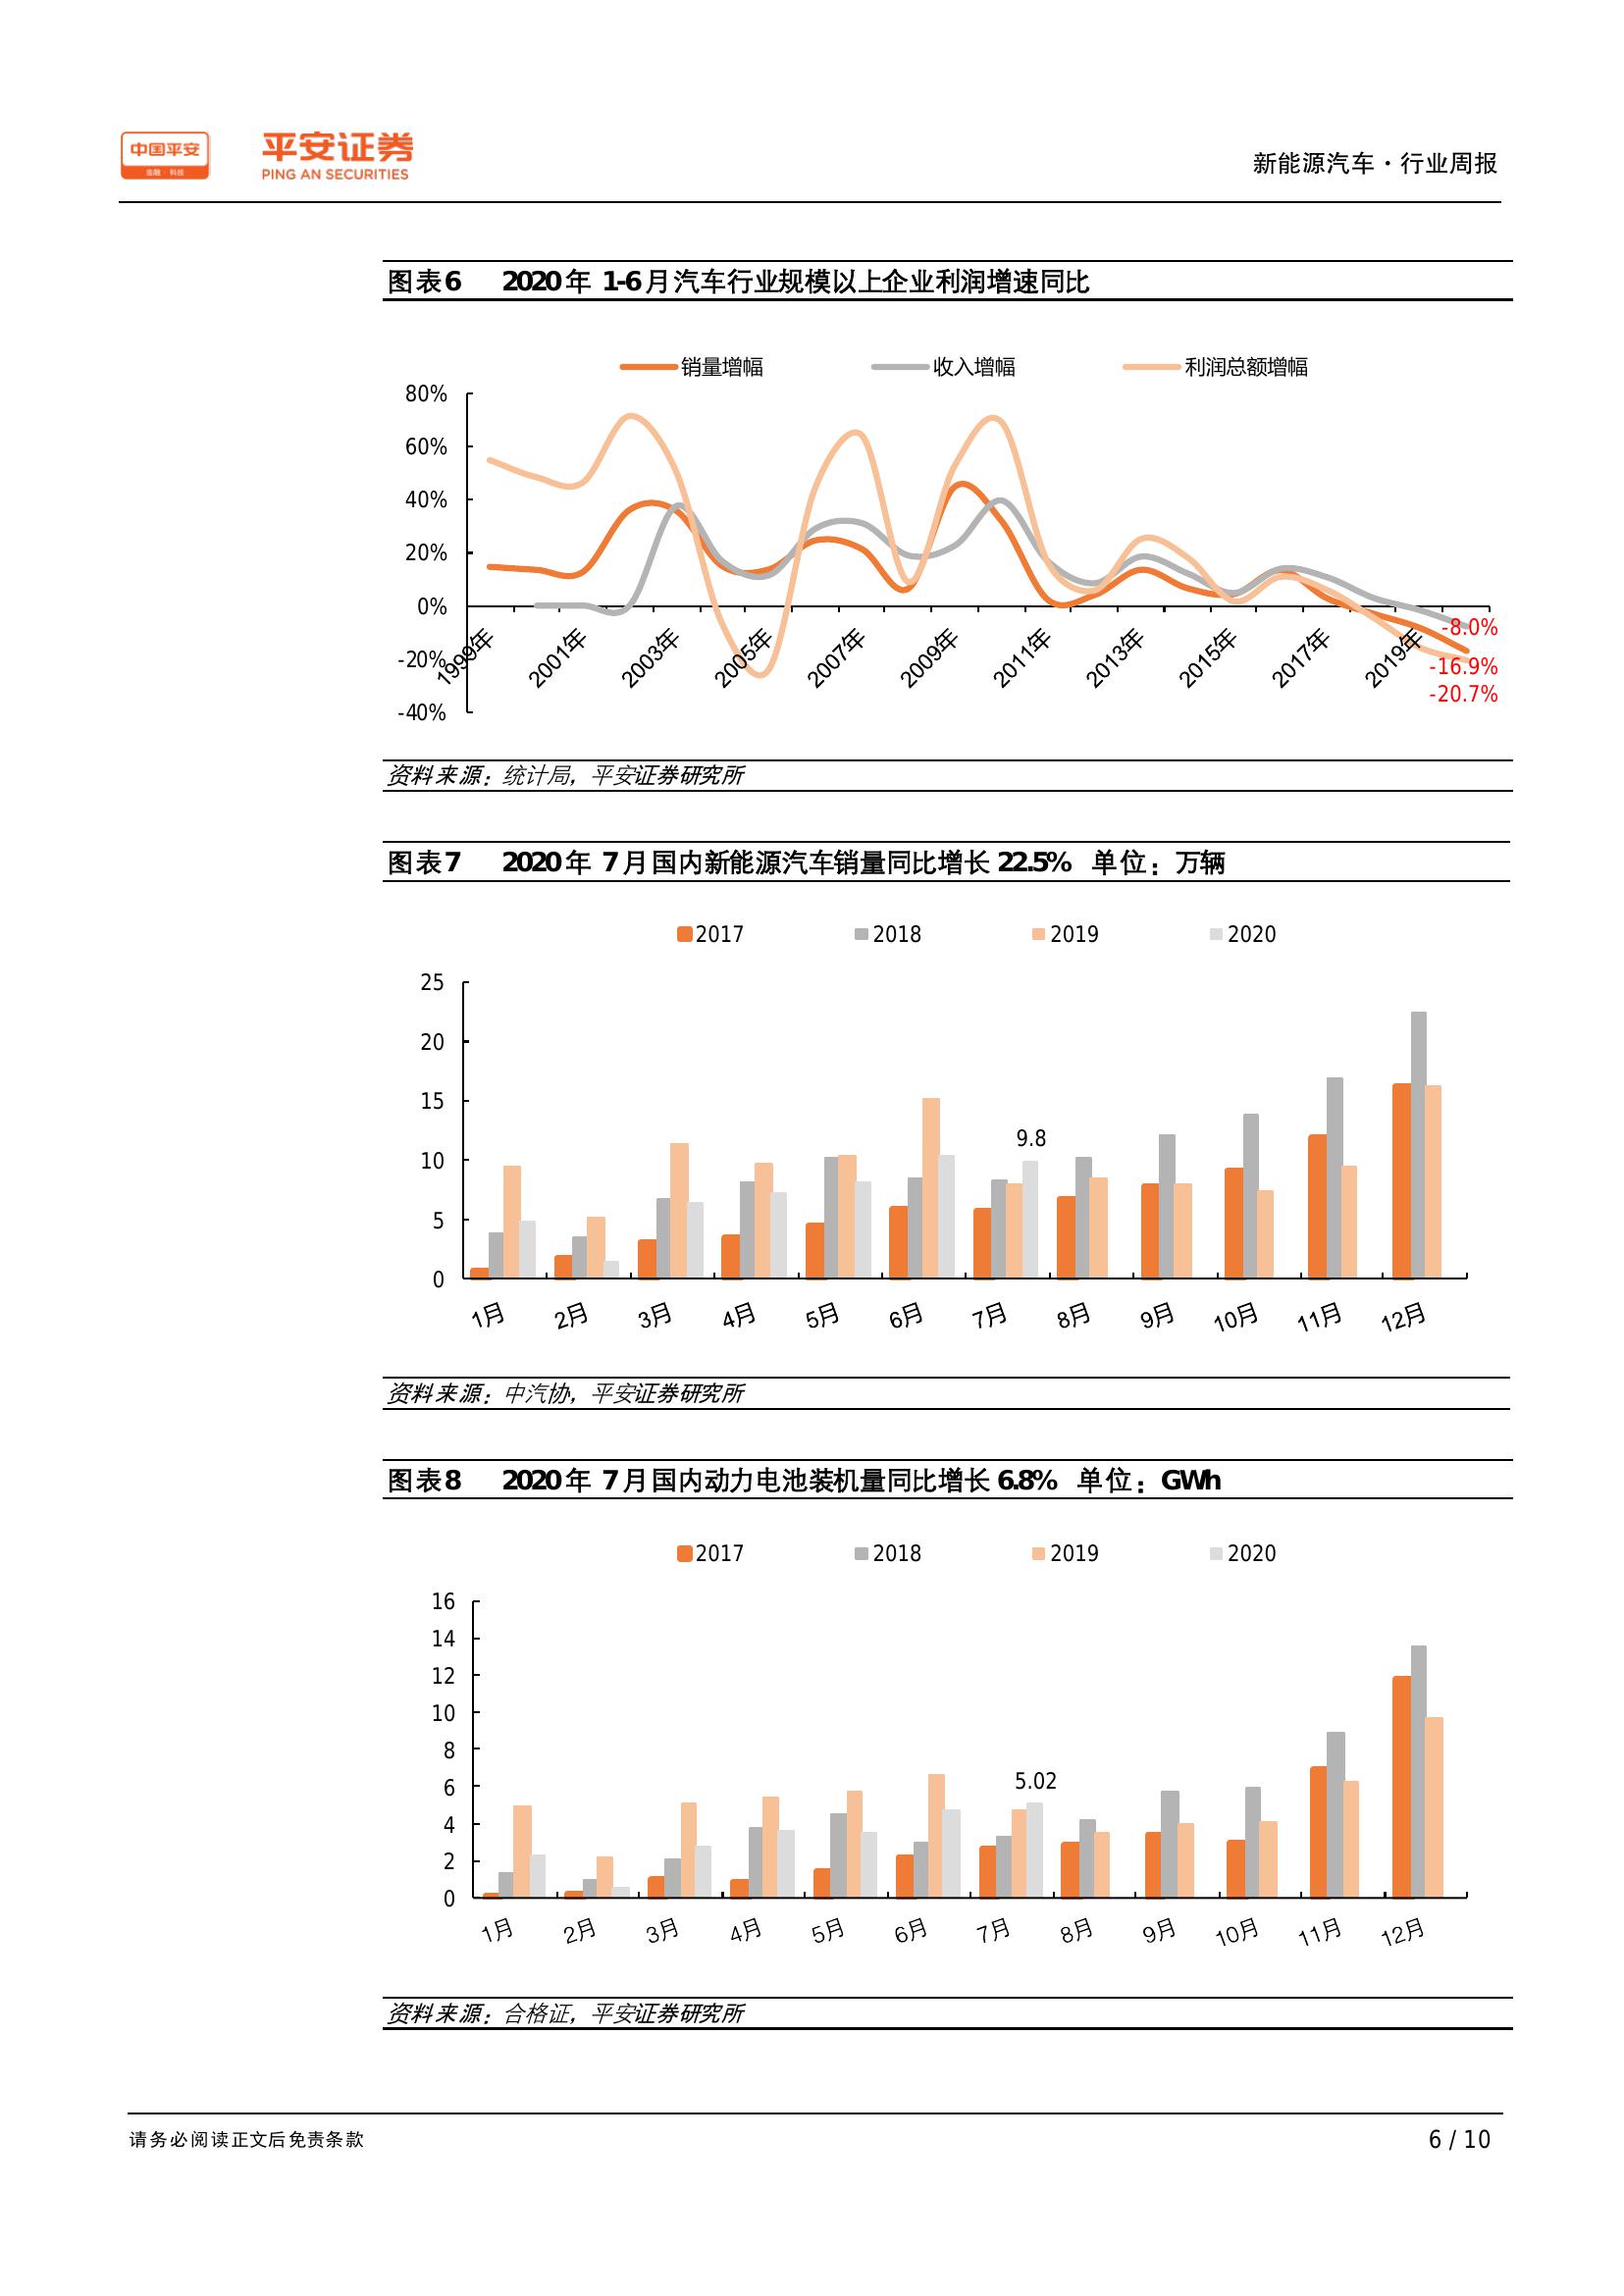 中国平安
金融·科技
平安证券
PING AN SECURITIES
新能源汽车·行业周报
图表6 2020年 1-6月汽车行业规模以上企业利润增速同比
销量增幅 收入增幅 利润总额增幅
80%
60%
40%
20%
0%
-20%
-40%
1999年 2001年 2003年 2005年 2007年 2009年 2011年 2013年 2015年 2017年 2019年
-8.0%
-16.9%
-20.7%
资料来源：统计局，平安证券研究所
图表7 2020年 7月国内新能源汽车销量同比增长22.5% 单位：万辆
2017 2018 2019 2020
25
20
15
10
5
0
9.8
1月 2月 3月 4月 5月 6月 7月 8月 9月 10月 11月 12月
资料来源：中汽协，平安证券研究所
图表8 2020年 7月国内动力电池装机量同比增长6.8% 单位：GWh
2017 2018 2019 2020
16
14
12
10
8
6
4
2
0
5.02
1月 2月 3月 4月 5月 6月 7月 8月 9月 10月 11月 12月
资料来源：合格证，平安证券研究所
请务必阅读正文后免责条款
6 / 10